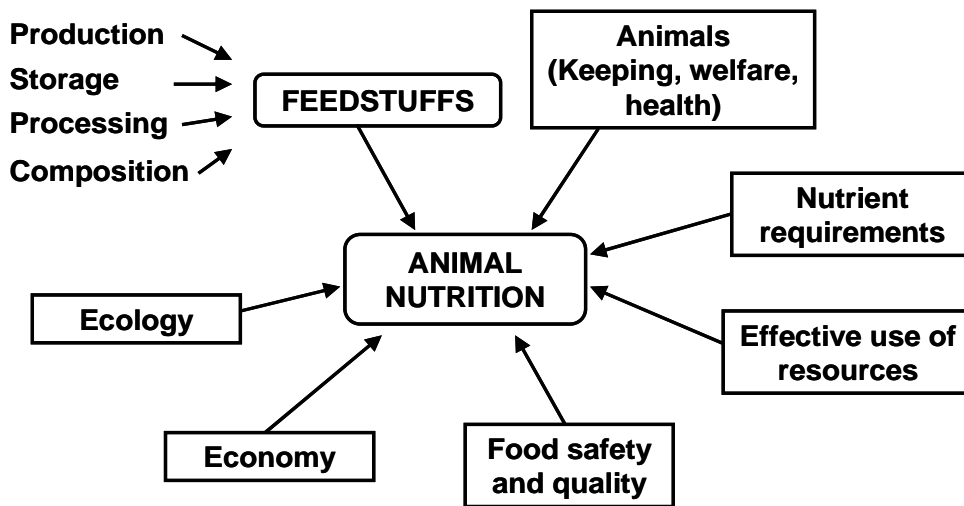 Production
Storage
Processing
Composition
FEEDSTUFFS
Animals
(Keeping, welfare,
health)
Nutrient
requirements
ANIMAL
NUTRITION
Ecology
Effective use of
resources
Economy
Food safety
and quality